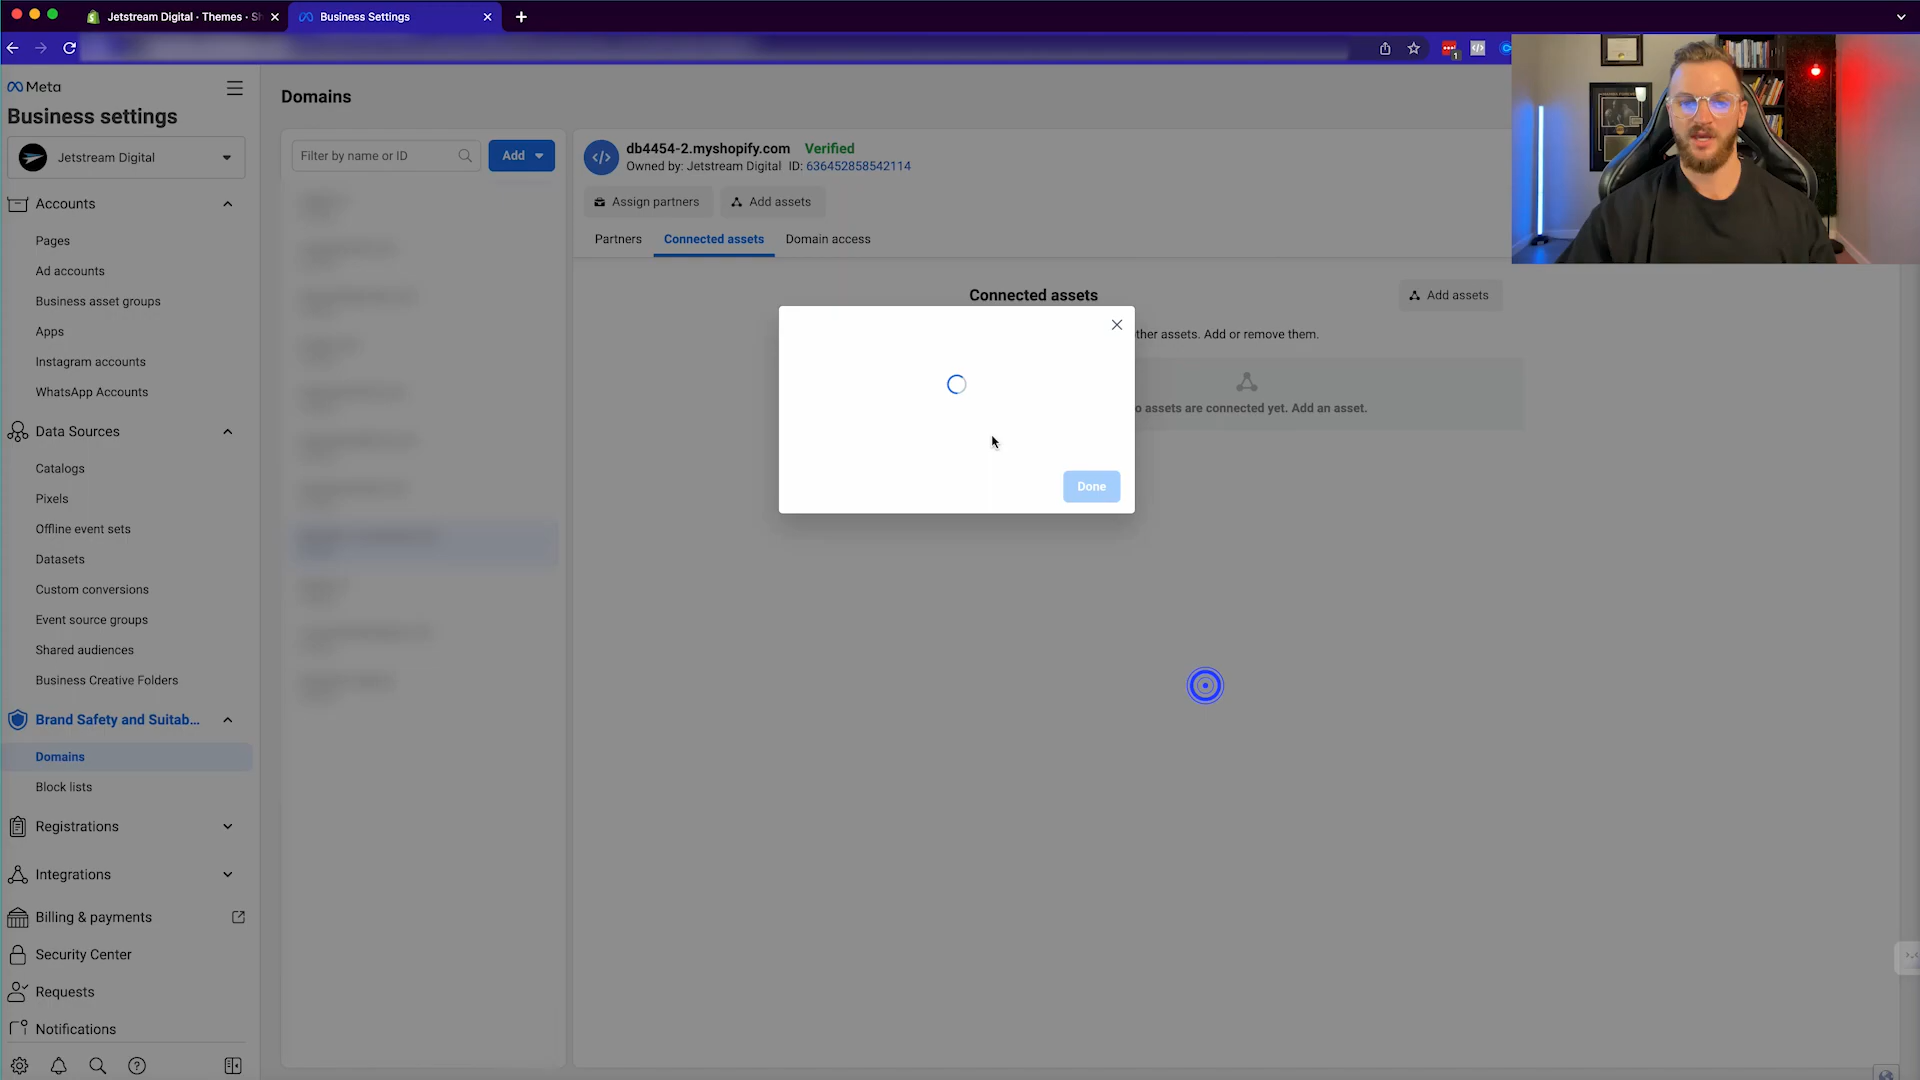 Jetstream Digital · Themes · S
Business Settings
Meta
Business settings
Jetstream Digital
Accounts
Pages
Ad accounts
Business asset groups
Apps
Instagram accounts
WhatsApp Accounts
Data Sources
Catalogs
Pixels
Offline event sets
Datasets
Custom conversions
Event source groups
Shared audiences
Business Creative Folders
Brand Safety and Suitab...
Domains
Block lists
Registrations
Integrations
Billing & payments
Security Center
Requests
Notifications
Domains
Filter by name or ID
Add
db4454-2.myshopify.com Verified
Owned by: Jetstream Digital ID: 636452858542114
Assign partners
Add assets
Partners
Connected assets
Domain access
Connected assets
Add assets
ther assets. Add or remove them.
o assets are connected yet. Add an asset.
Done